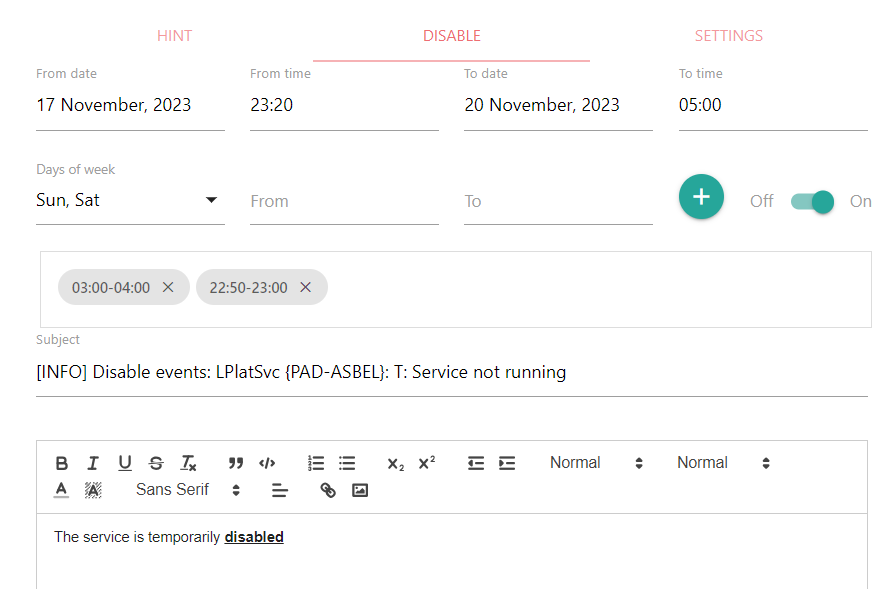 HINT DISABLE SETTINGS
From date From time To date To time
17 November, 2023 23:20 20 November, 2023 05:00
Days of week
Sun, Sat From To Off On
03:00-04:00 22:50-23:00
Subject
[INFO] Disable events: LPlatSvc {PAD-ASBEL}: T: Service not running
Normal Normal
Sans Serif
The service is temporarily disabled